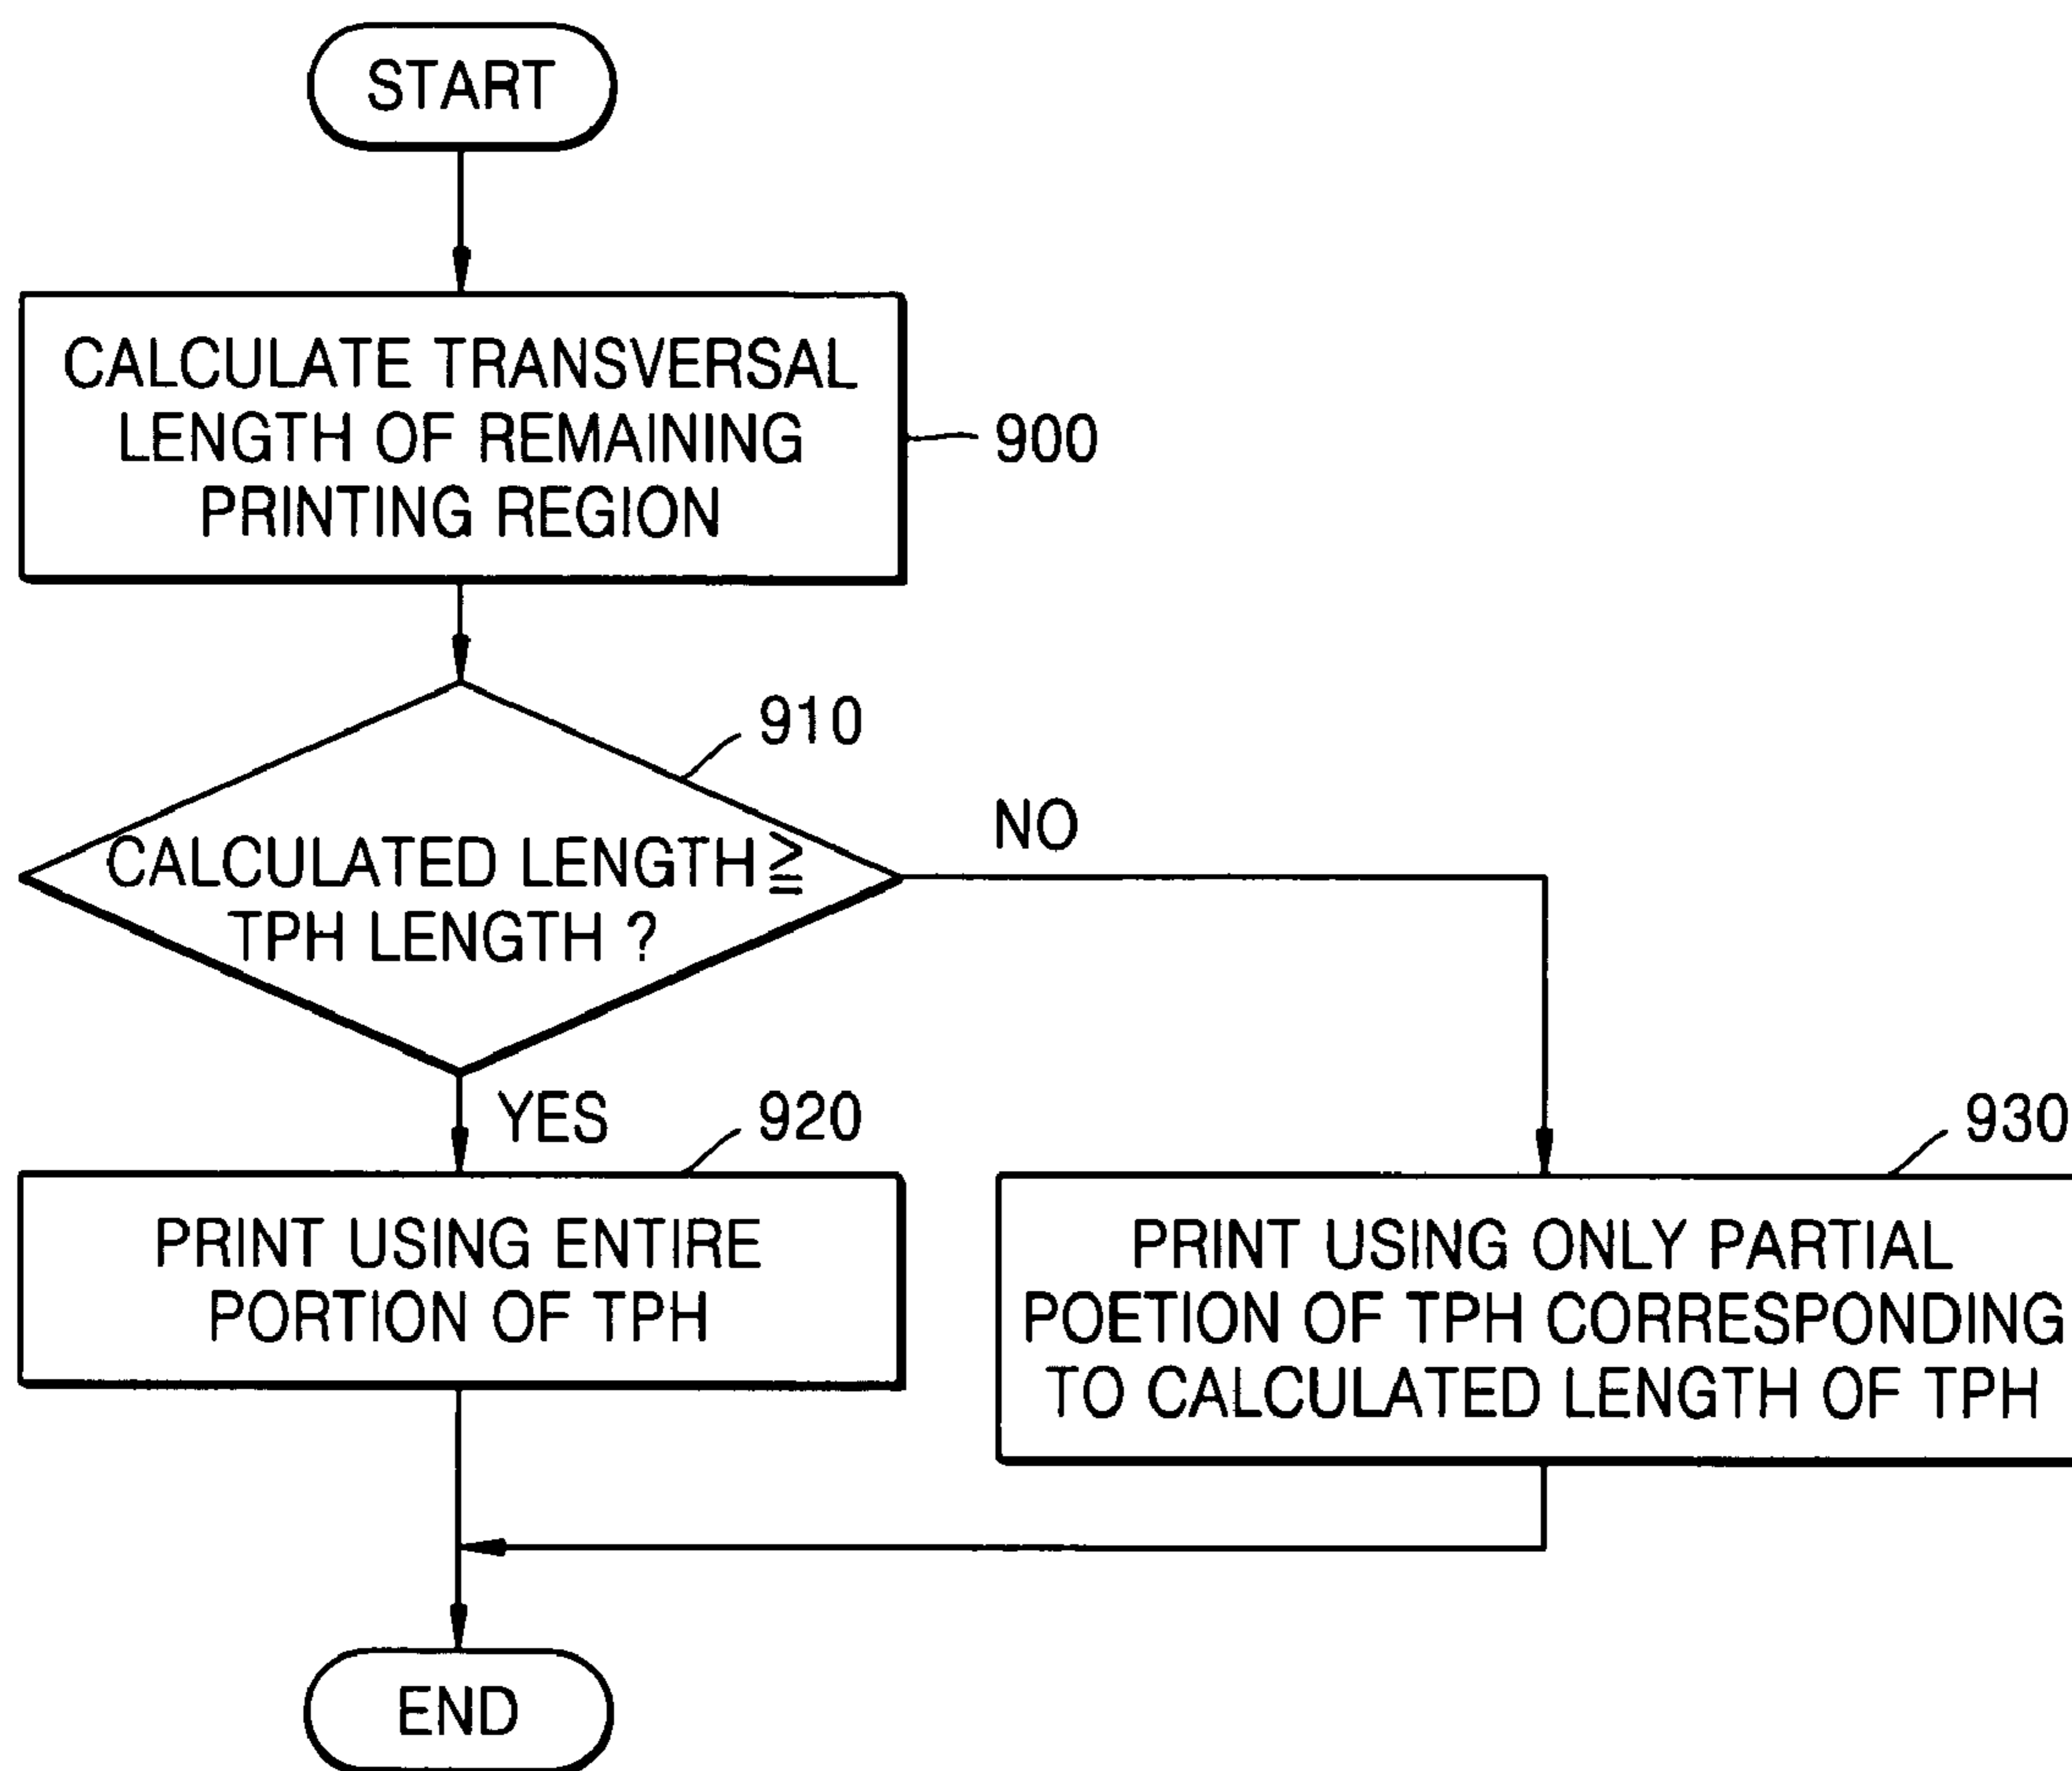 START
CALCULATE TRANSVERSAL
LENGTH OF REMAINING
PRINTING REGION
900
910
CALCULATED LENGTH ≧
TPH LENGTH ?
NO
YES
920
PRINT USING ENTIRE
PORTION OF TPH
930
PRINT USING ONLY PARTIAL
POETION OF TPH CORRESPONDING
TO CALCULATED LENGTH OF TPH
END